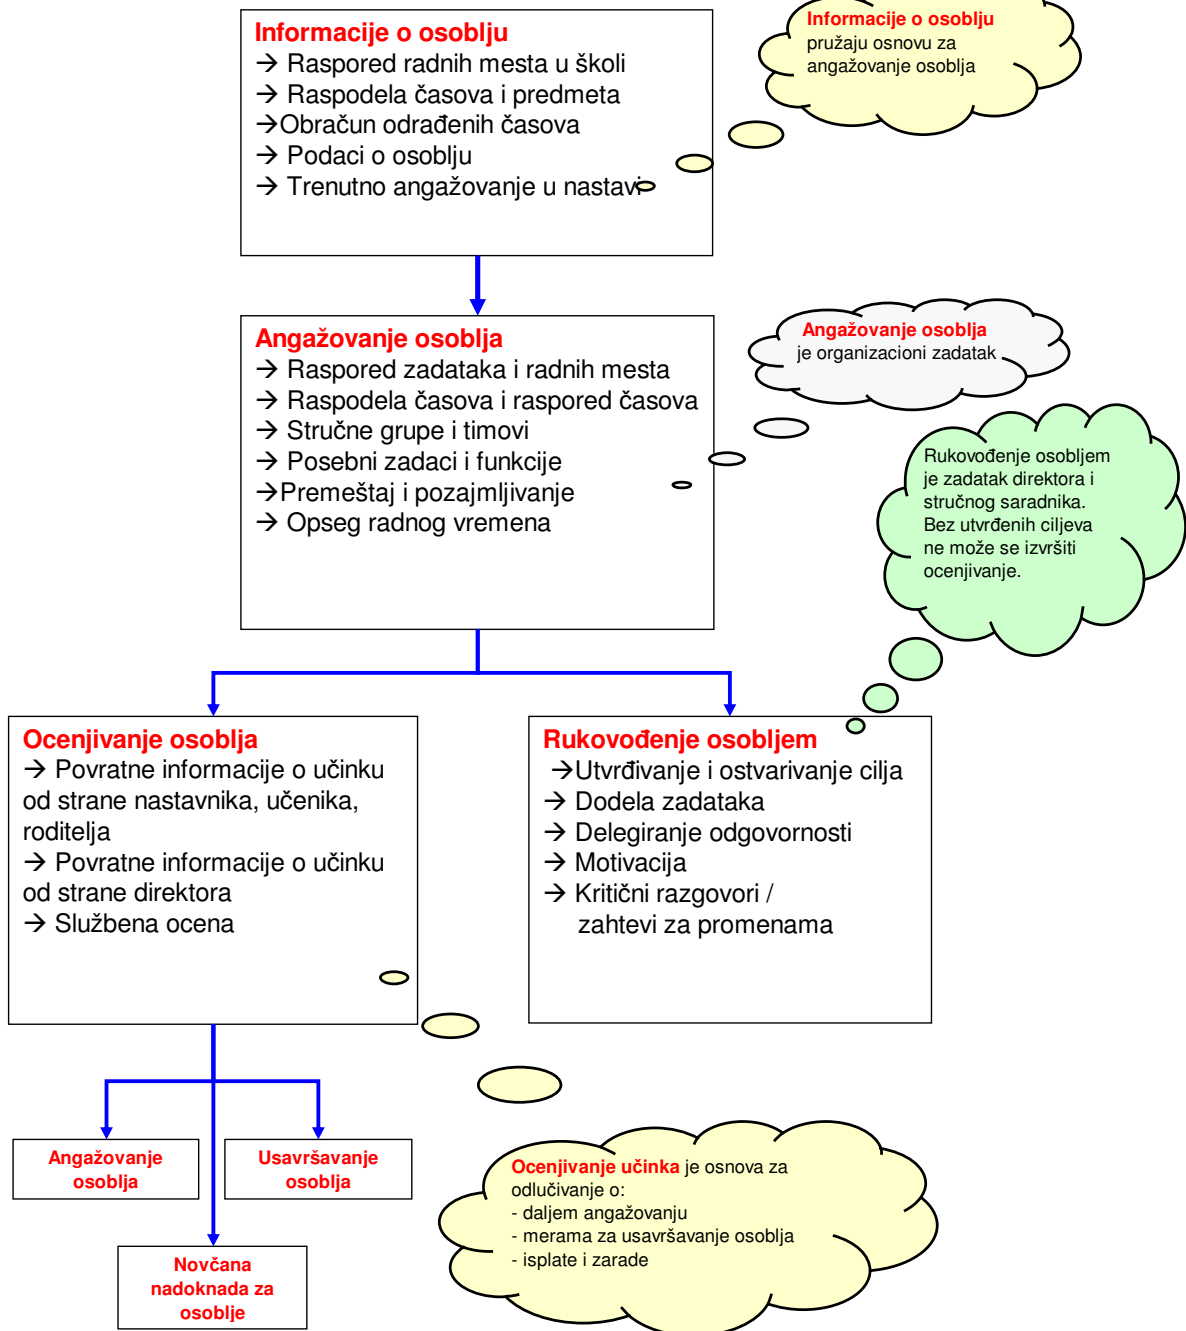 Informacije o osoblju
→ Raspored radnih mesta u školi
→ Raspodela časova i predmeta
→Obračun odrađenih časova
→ Podaci o osoblju
→ Trenutno angažovanje u nastavi
Informacije o osoblju
pružaju osnovu za
angažovanje osoblja
Angažovanje osoblja
→ Raspored zadataka i radnih mesta
→ Raspodela časova i raspored časova
→ Stručne grupe i timovi
→ Posebni zadaci i funkcije
→Premeštaj i pozajmljivanje
→ Opseg radnog vremena
Angažovanje osoblja
je organizacioni zadatak
Rukovođenje osobljem
je zadatak direktora i
stručnog saradnika.
Bez utvrđenih ciljeva
ne može se izvršiti
ocenjivanje.
Ocenjivanje osoblja
→ Povratne informacije o učinku
od strane nastavnika, učenika,
roditelja
→ Povratne informacije o učinku
od strane direktora
→ Službena ocena
Rukovođenje osobljem
→Utvrđivanje i ostvarivanje cilja
→ Dodela zadataka
→ Delegiranje odgovornosti
→ Motivacija
→ Kritični razgovori /
zahtevi za promenama
Angažovanje
osoblja
Usavršavanje
osoblja
Novčana
nadoknada za
osoblje
Ocenjivanje učinka je osnova za
odlučivanje o:
- daljem angažovanju
- merama za usavršavanje osoblja
- isplate i zarade